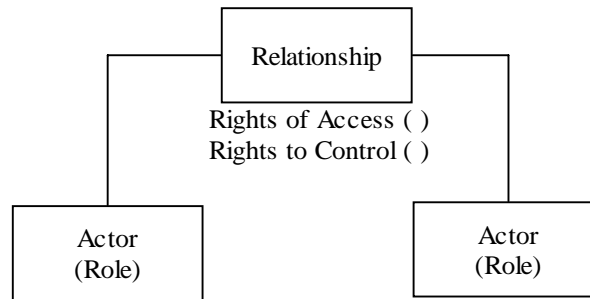 Relationship
Rights of Access ( )
Rights to Control ( )
Actor
(Role)
Actor
(Role)